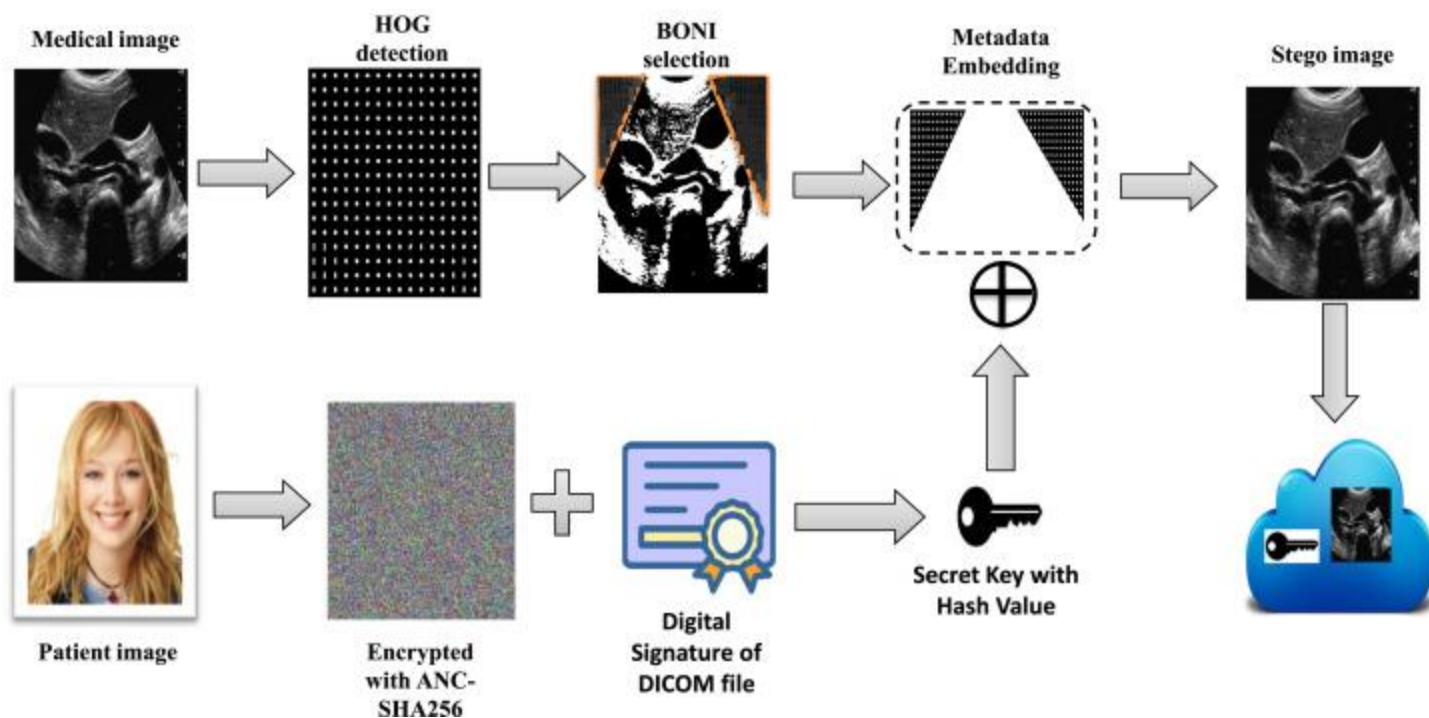 Medical image
HOG
detection
BONI
selection
Metadata
Embedding
Stego image
Patient image
Encrypted
with ANC-
SHA256
Digital
Signature of
DICOM file
Secret Key with
Hash Value